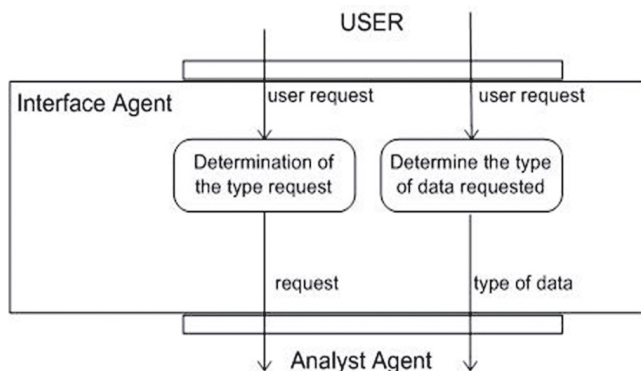 USER
Interface Agent
user request
user request
Determination of
the type request
Determine the type
of data requested
request
type of data
Analyst Agent